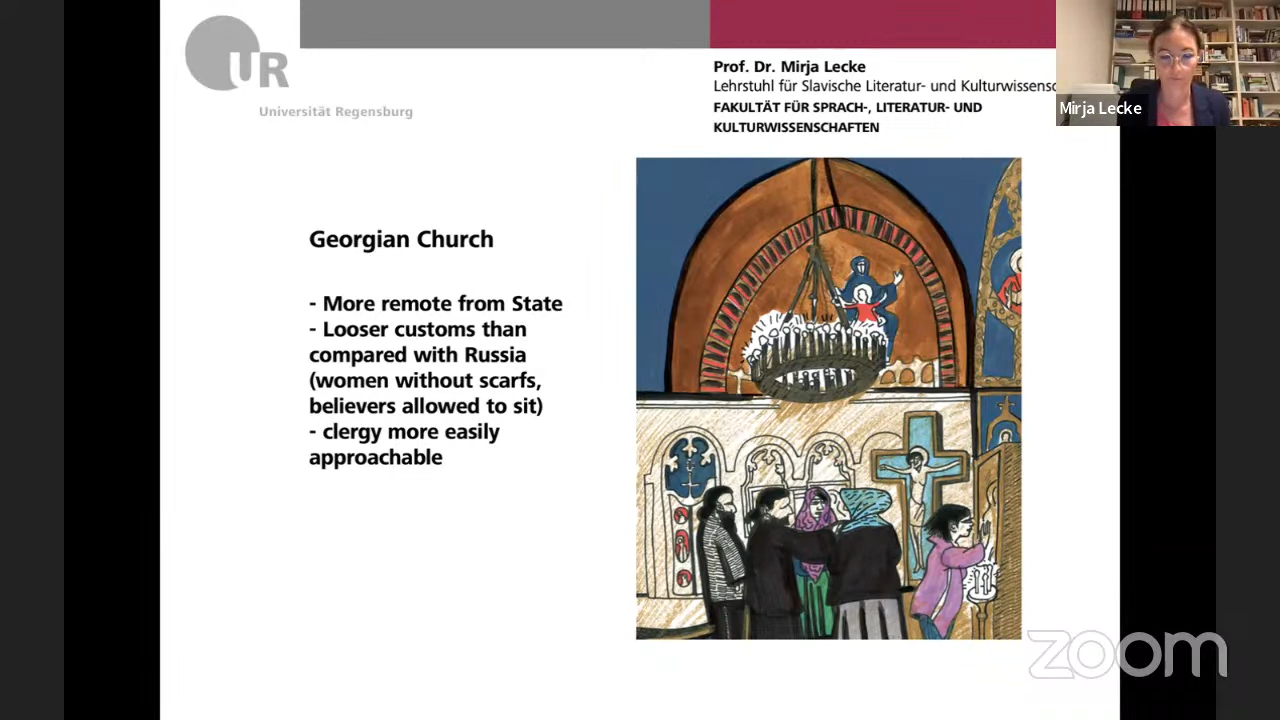 UR
Universität Regensburg
Prof. Dr. Mirja Lecke
Lehrstuhl für Slavische Literatur- und Kulturwissensc
FAKULTÄT FÜR SPRACH-, LITERATUR- UND
KULTURWISSENSCHAFTEN
Mirja Lecke
Georgian Church
- More remote from State
- Looser customs than
compared with Russia
(women without scarfs,
believers allowed to sit)
- clergy more easily
approachable
zoom